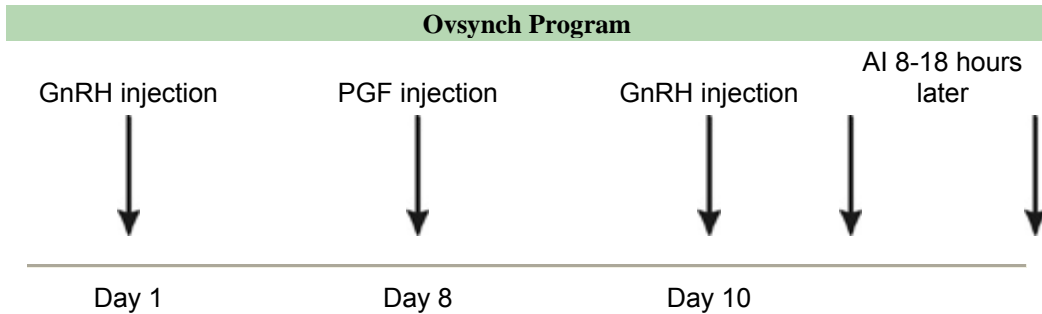 Ovsynch Program
AI 8-18 hours
later
GnRH injection
PGF injection
GnRH injection
Day 1
Day 8
Day 10